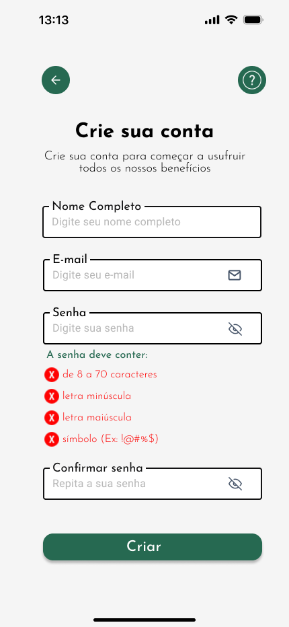 13:13
?
Crie sua conta
Crie sua conta para começar a usufruir
todos os nossos benefícios
Nome Completo
Digite seu nome completo
E-mail
Digite seu e-mail
Senha
Digite sua senha
A senha deve conter:
X de 8 a 70 caracteres
X letra minúscula
X letra maiúscula
X símbolo (Ex. !@#%$)
Confirmar senha
Repita a sua senha
Criar